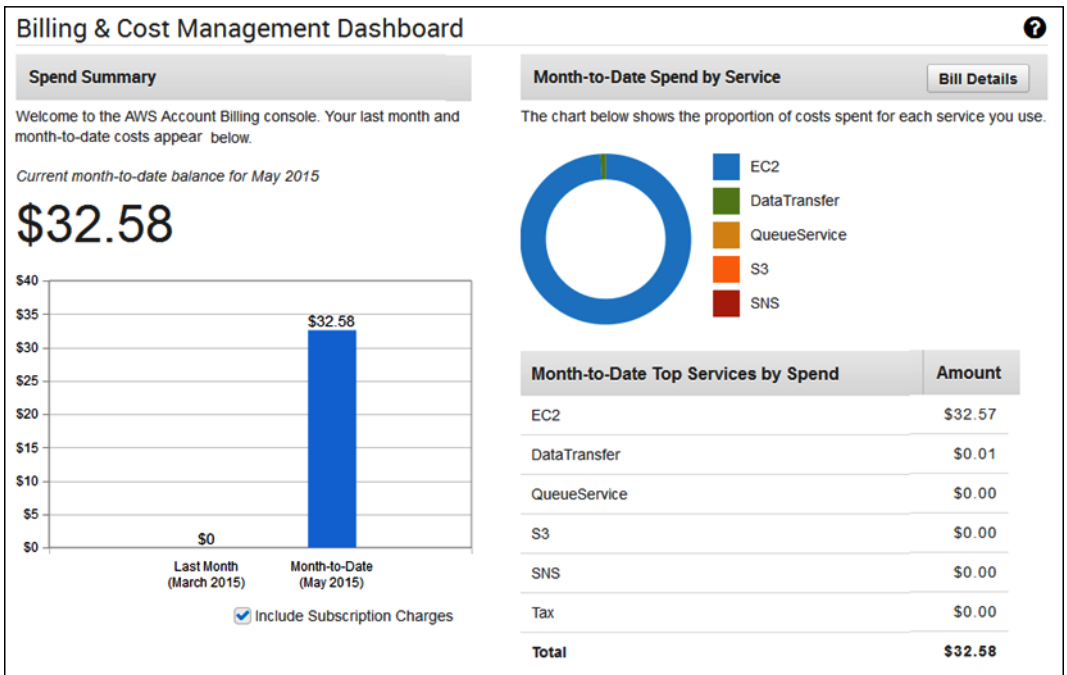 Billing & Cost Management Dashboard
?
Spend Summary
Welcome to the AWS Account Billing console. Your last month and
month-to-date costs appear below.
Current month-to-date balance for May 2015
$32.58
$40
$35
$32.58
$30
$25
$20
$15
$10
$5
$0
$0
Last Month
(March 2015)
Month-to-Date
(May 2015)
Include Subscription Charges
Month-to-Date Spend by Service
Bill Details
The chart below shows the proportion of costs spent for each service you use.
EC2
DataTransfer
QueueService
S3
SNS
Month-to-Date Top Services by Spend Amount
EC2 $32.57
DataTransfer $0.01
QueueService $0.00
S3 $0.00
SNS $0.00
Tax $0.00
Total $32.58